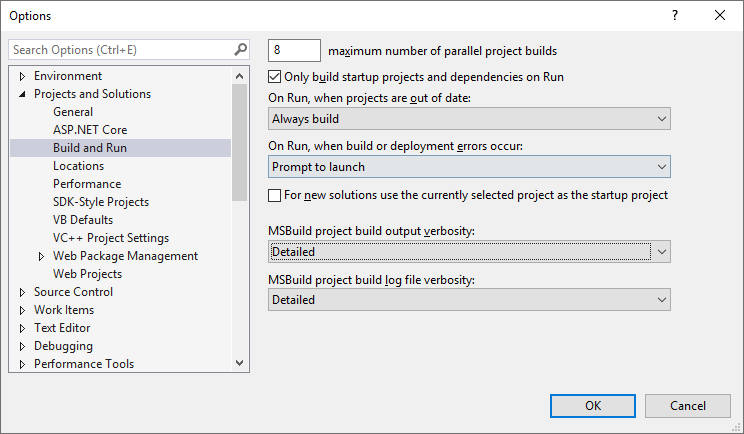 Options
Search Options (Ctrl+E)
Environment
Projects and Solutions
General
ASP.NET Core
Build and Run
Locations
Performance
SDK-Style Projects
VB Defaults
VC++ Project Settings
Web Package Management
Web Projects
Source Control
Work Items
Text Editor
Debugging
Performance Tools
8 maximum number of parallel project builds
Only build startup projects and dependencies on Run
On Run, when projects are out of date:
Always build
On Run, when build or deployment errors occur:
Prompt to launch
For new solutions use the currently selected project as the startup project
MSBuild project build output verbosity:
Detailed
MSBuild project build log file verbosity:
Detailed
OK Cancel